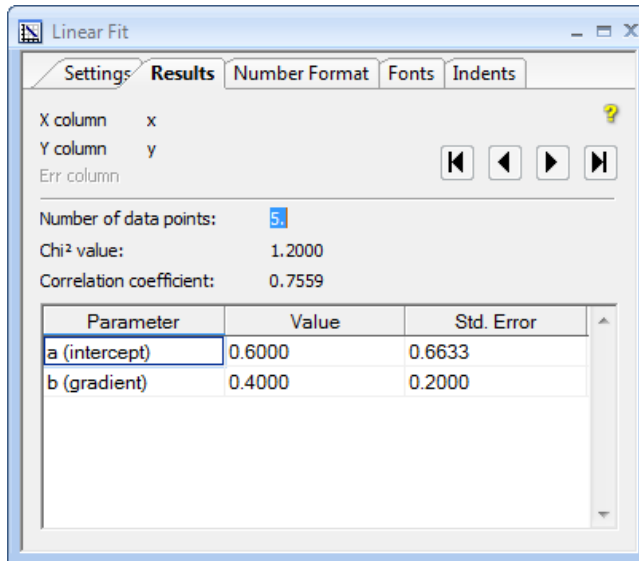 Linear Fit
Settings Results Number Format Fonts Indents
X column x
Y column y
Err column
Number of data points: 5.
Chi² value: 1.2000
Correlation coefficient: 0.7559
Parameter Value Std. Error
a (intercept) 0.6000 0.6633
b (gradient) 0.4000 0.2000